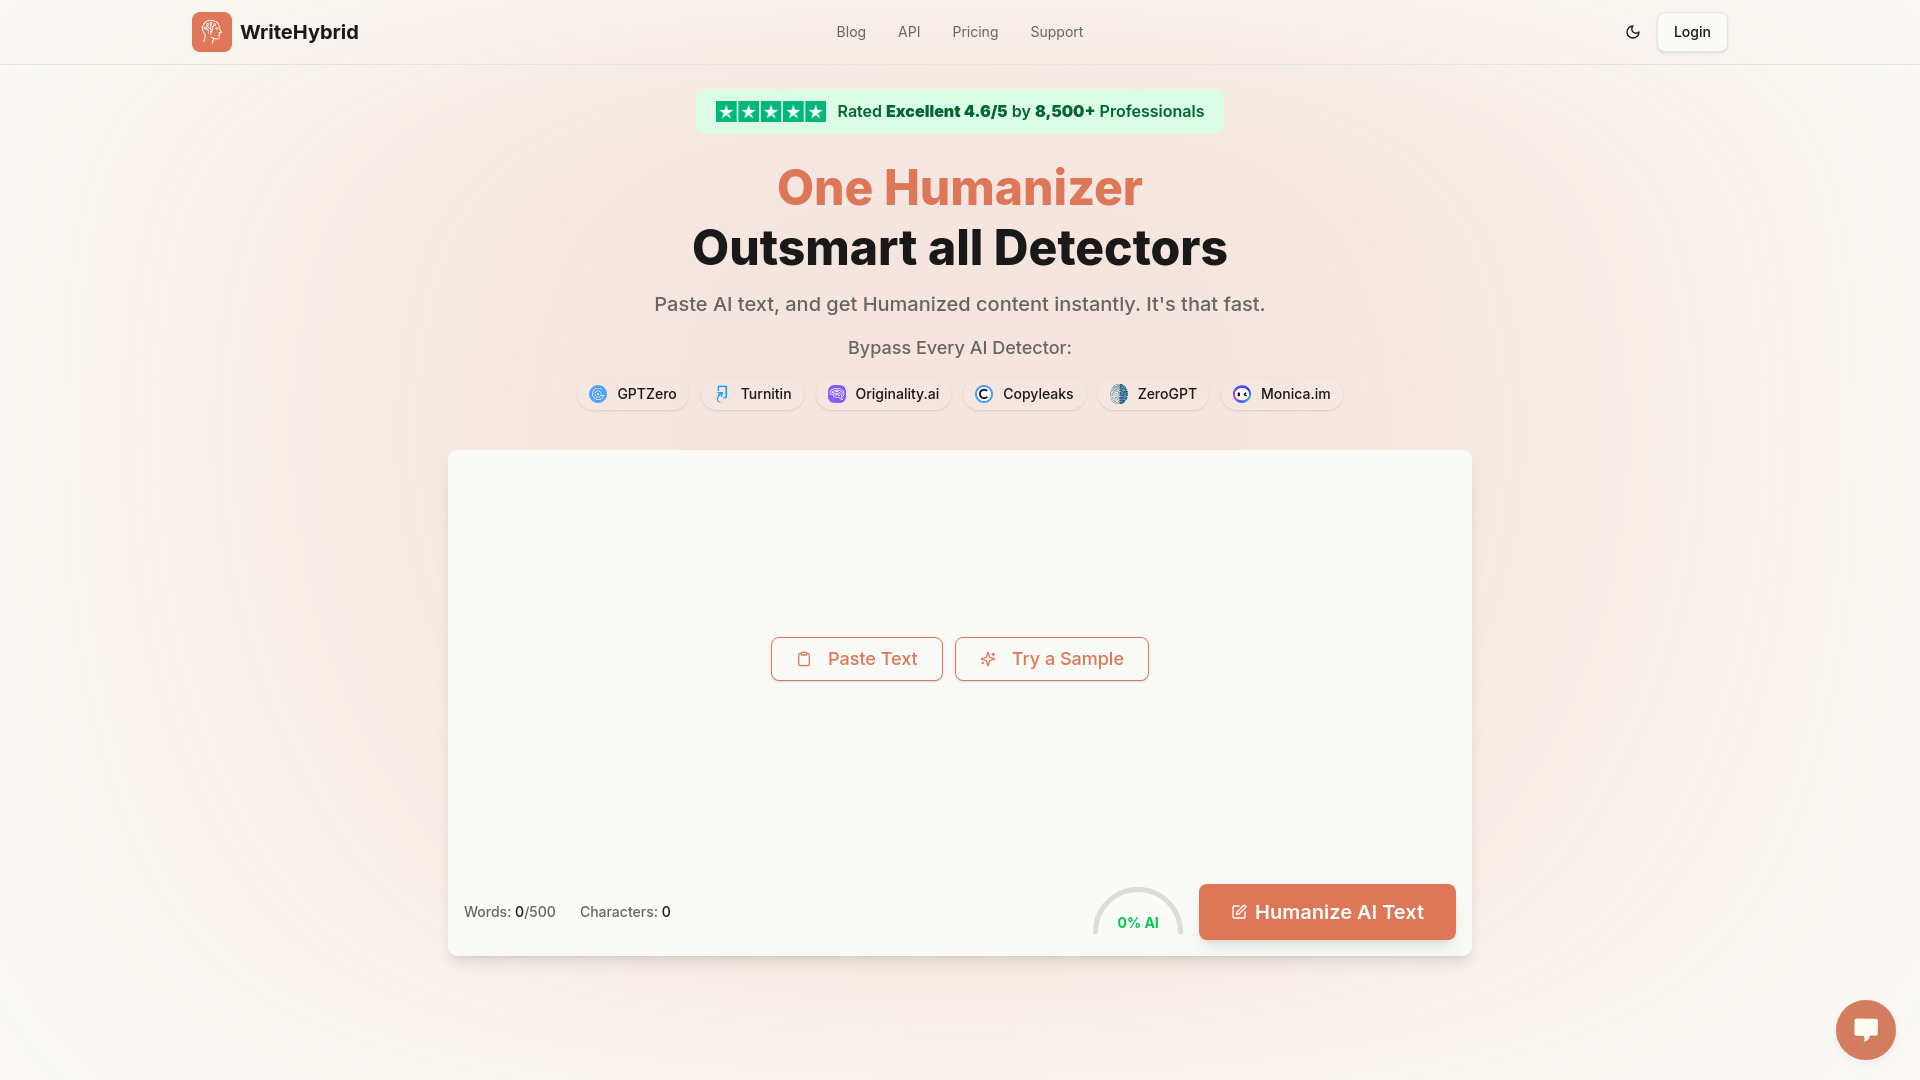 WriteHybrid
Blog
API
Pricing
Support
Login
Rated Excellent 4.6/5 by 8,500+ Professionals
One Humanizer
Outsmart all Detectors
Paste AI text, and get Humanized content instantly. It's that fast.
Bypass Every AI Detector:
GPTZero
Turnitin
Originality.ai
Copyleaks
ZeroGPT
Monica.im
Paste Text
Try a Sample
Words: 0/500
Characters: 0
0% AI
Humanize AI Text